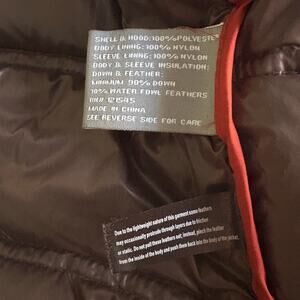 SHELL & HOOD: 100% POLYESTER
BODY LINING: 100% NYLON
SLEEVE LINING: 100% NYLON
BODY & SLEEVE INSULATION:
DOWN & FEATHER:
MINIMUM 90% DOWN
10% WATER FOWL FEATHERS
RN# 121545
MADE IN CHINA
SEE REVERSE SIDE FOR CARE
Due to the lightweight nature of this garment some feathers
may occasionally protrude through layers due to friction
or static. Do not pull these feathers out; instead, pinch the feather
from the inside of the body and push them back into the body of the jacket.